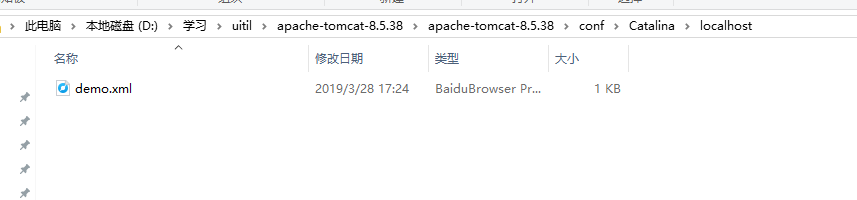 此电脑 › 本地磁盘 (D:) › 学习 › uitil › apache-tomcat-8.5.38 › apache-tomcat-8.5.38 › conf › Catalina › localhost
名称 修改日期 类型 大小
demo.xml 2019/3/28 17:24 BaiduBrowser Pr... 1 KB